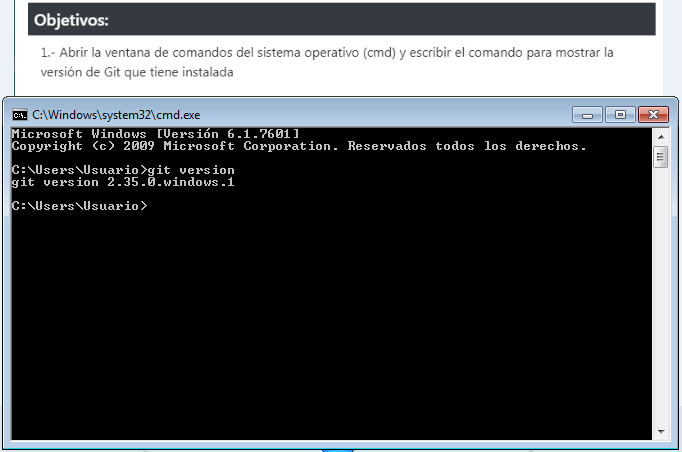 Objetivos:
1.- Abrir la ventana de comandos del sistema operativo (cmd) y escribir el comando para mostrar la
versión de Git que tiene instalada
C:\Windows\system32\cmd.exe
Microsoft Windows [Versión 6.1.7601]
Copyright (c) 2009 Microsoft Corporation. Reservados todos los derechos.
C:\Users\Usuario>git version
git version 2.35.0.windows.1
C:\Users\Usuario>